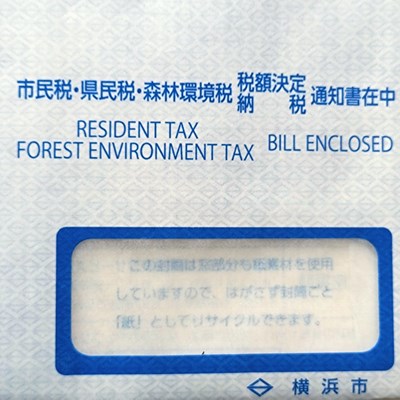 市民税・県民税・森林環境税 税額決定 納税 通知書在中
RESIDENT TAX
FOREST ENVIRONMENT TAX BILL ENCLOSED
この封筒は窓部分も紙素材を使用
していますので、はがさず封筒ごと
「紙」としてリサイクルできます。
横浜市